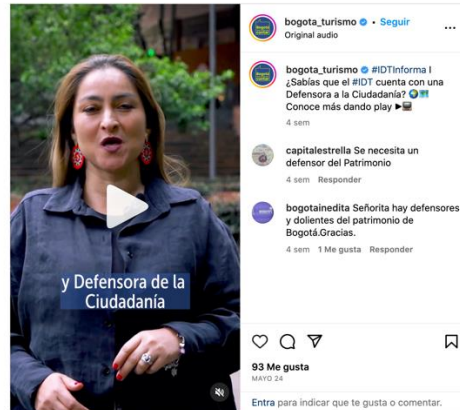 y Defensora de la
Ciudadanía
bogota_turismo • Seguir
Original audio
bogota_turismo #IDTInforma I
¿Sabías que el #IDT cuenta con una
Defensora a la Ciudadanía?
Conoce más dando play
4 sem
capitalestrella Se necesita un
defensor del Patrimonio
4 sem Responder
bogotainedita Señorita hay defensores
y dolientes del patrimonio de
Bogotá.Gracias.
4 sem 1 Me gusta Responder
93 Me gusta
MAYO 24
Entra para indicar que te gusta o comentar.